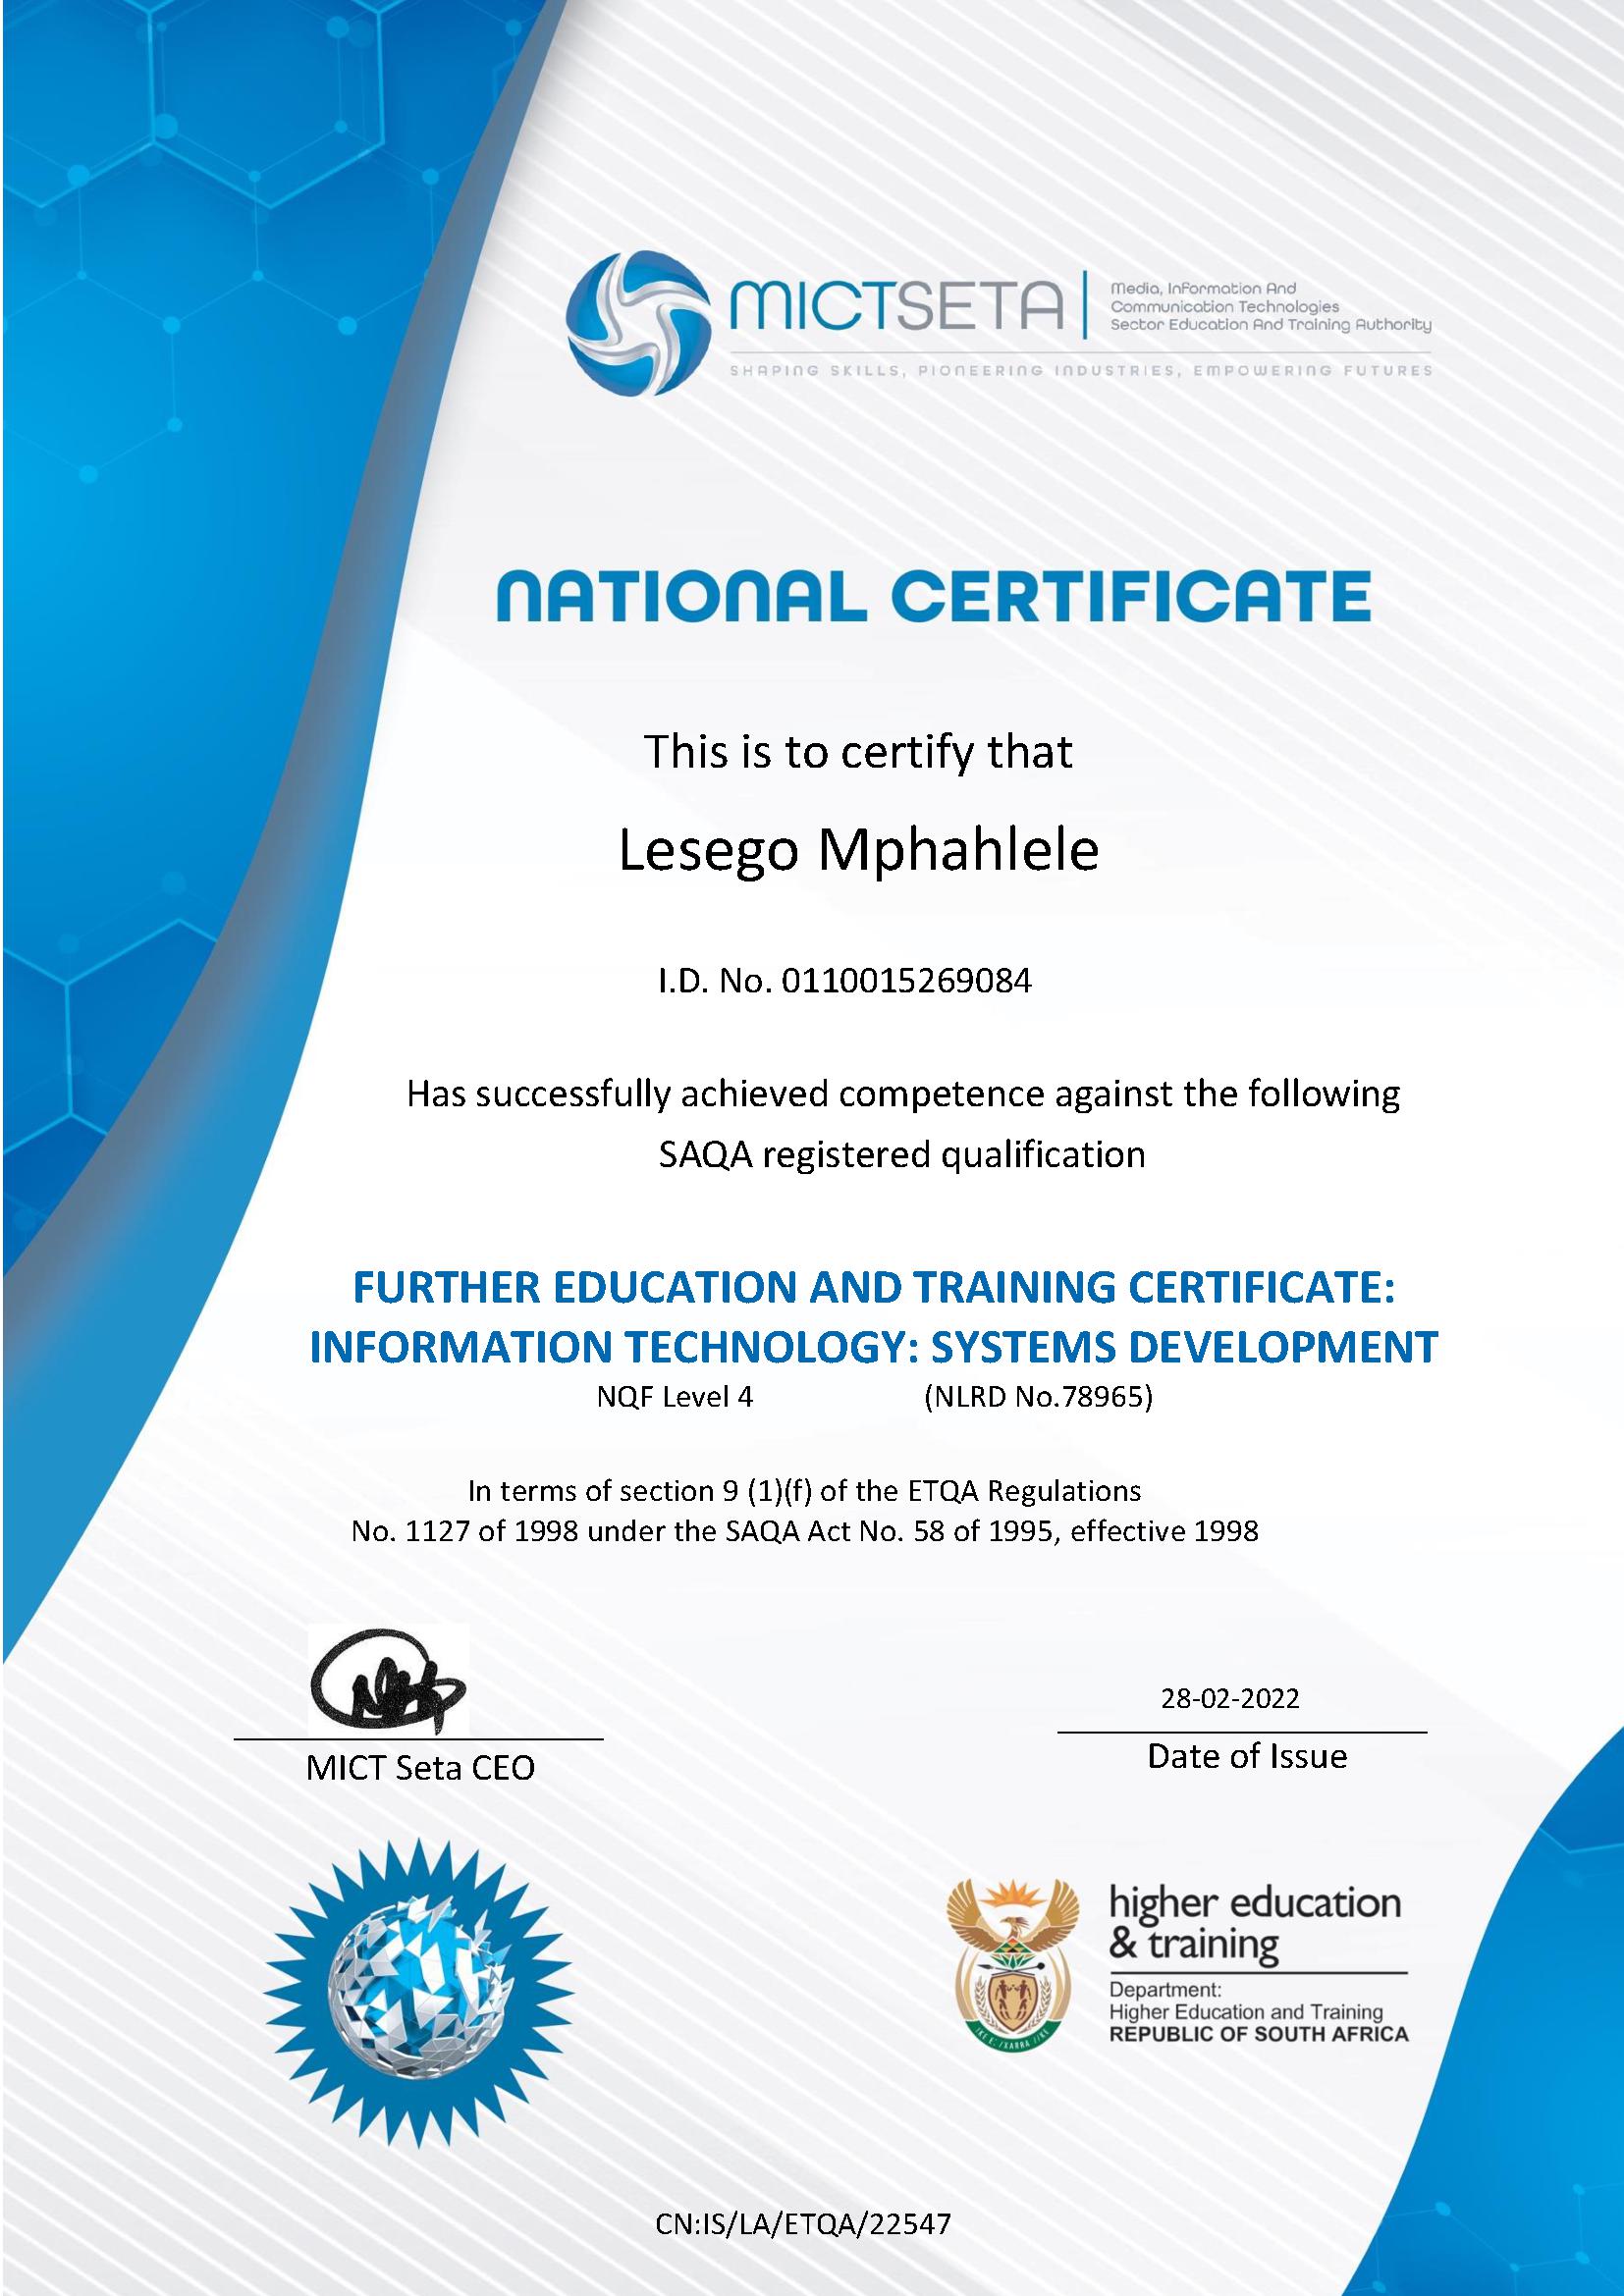 MICTSETA
Media, Information And
Communication Technologies
Sector Education And Training Authority
SHAPING SKILLS, PIONEERING INDUSTRIES, EMPOWERING FUTURES
NATIONAL CERTIFICATE
This is to certify that
Lesego Mphahlele
I.D. No. 0110015269084
Has successfully achieved competence against the following
SAQA registered qualification
FURTHER EDUCATION AND TRAINING CERTIFICATE:
INFORMATION TECHNOLOGY: SYSTEMS DEVELOPMENT
NQF Level 4 (NLRD No.78965)
In terms of section 9 (1)(f) of the ETQA Regulations
No. 1127 of 1998 under the SAQA Act No. 58 of 1995, effective 1998
28-02-2022
MICT Seta CEO
Date of Issue
higher education
& training
Department:
Higher Education and Training
REPUBLIC OF SOUTH AFRICA
CN:IS/LA/ETQA/22547